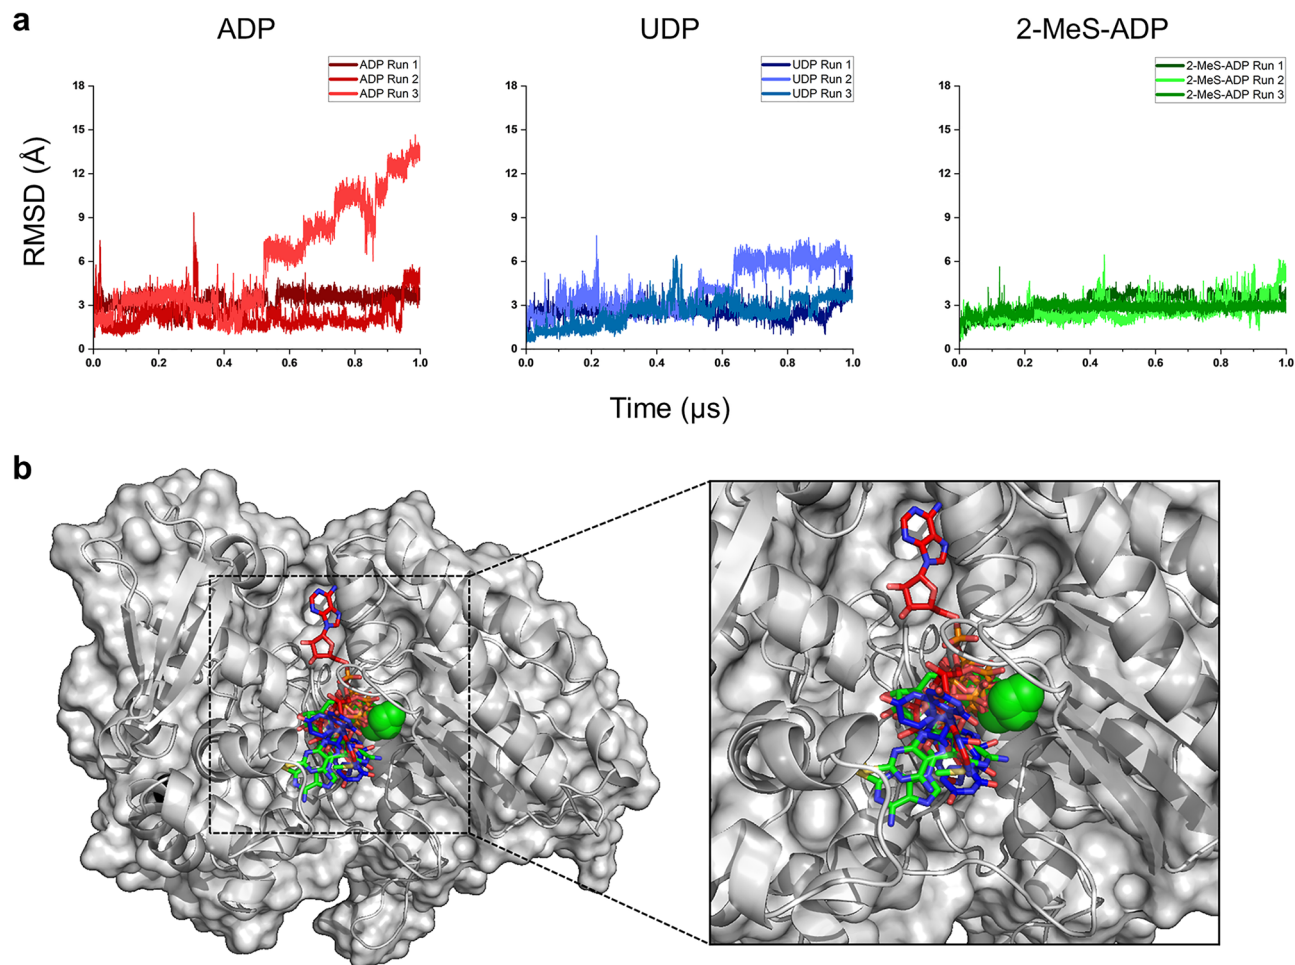 a
ADP
UDP
2-MeS-ADP
ADP Run 1
ADP Run 2
ADP Run 3
UDP Run 1
UDP Run 2
UDP Run 3
2-MeS-ADP Run 1
2-MeS-ADP Run 2
2-MeS-ADP Run 3
RMSD (Å)
18
15
12
9
6
3
0
0.0 0.2 0.4 0.6 0.8 1.0
18
15
12
9
6
3
0
0.0 0.2 0.4 0.6 0.8 1.0
18
15
12
9
6
3
0
0.0 0.2 0.4 0.6 0.8 1.0
Time (µs)
b